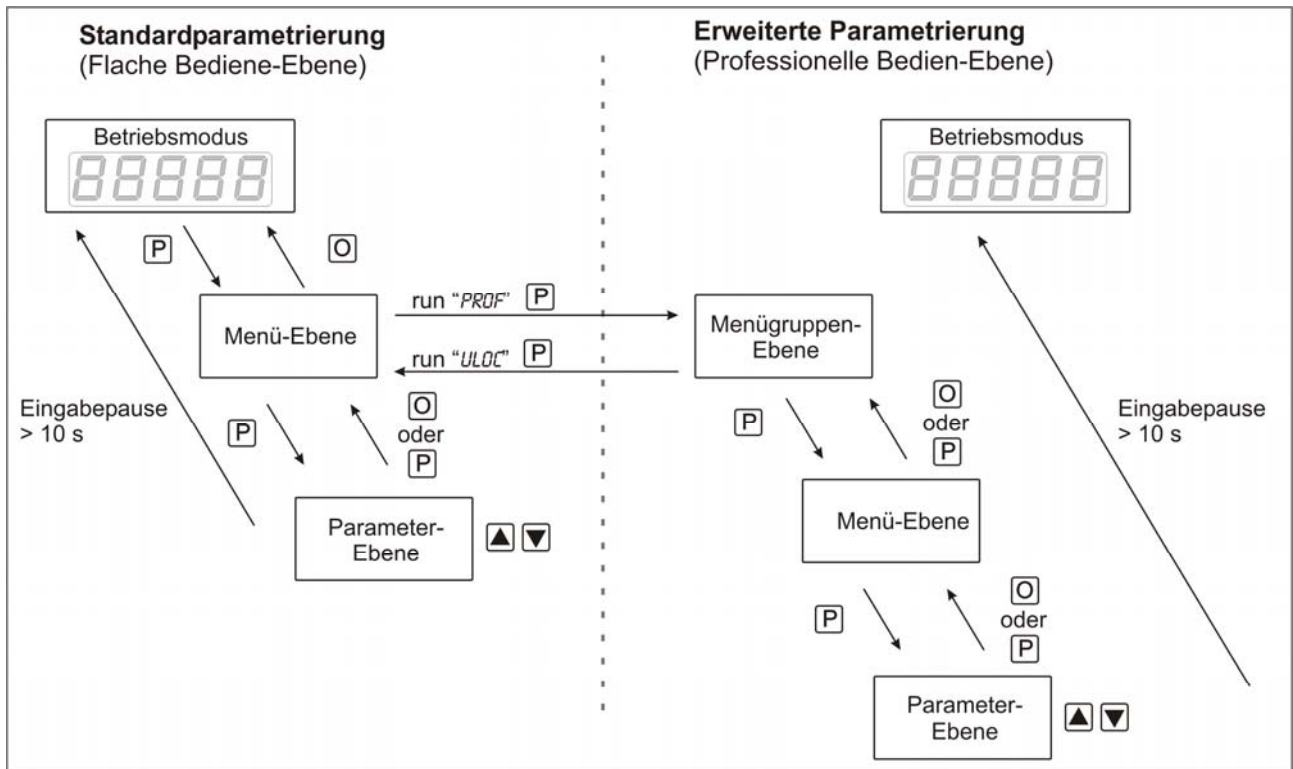 Standardparametrierung
(Flache Bediene-Ebene)
Betriebsmodus
88888
P
O
Menü-Ebene
run “PROF” P
run “ULOC” P
Eingabepause
> 10 s
P
O
oder
P
Parameter-
Ebene
▲ ▼
Erweiterte Parametrierung
(Professionelle Bedien-Ebene)
Betriebsmodus
88888
Menügruppen-
Ebene
P
O
oder
P
Eingabepause
> 10 s
Menü-Ebene
P
O
oder
P
Parameter-
Ebene
▲ ▼